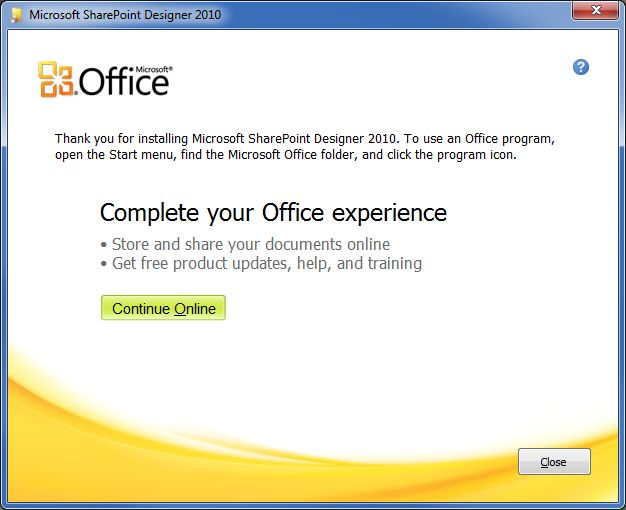 Microsoft SharePoint Designer 2010
Microsoft®
Office
?
Thank you for installing Microsoft SharePoint Designer 2010. To use an Office program,
open the Start menu, find the Microsoft Office folder, and click the program icon.
Complete your Office experience
• Store and share your documents online
• Get free product updates, help, and training
Continue Online
Close